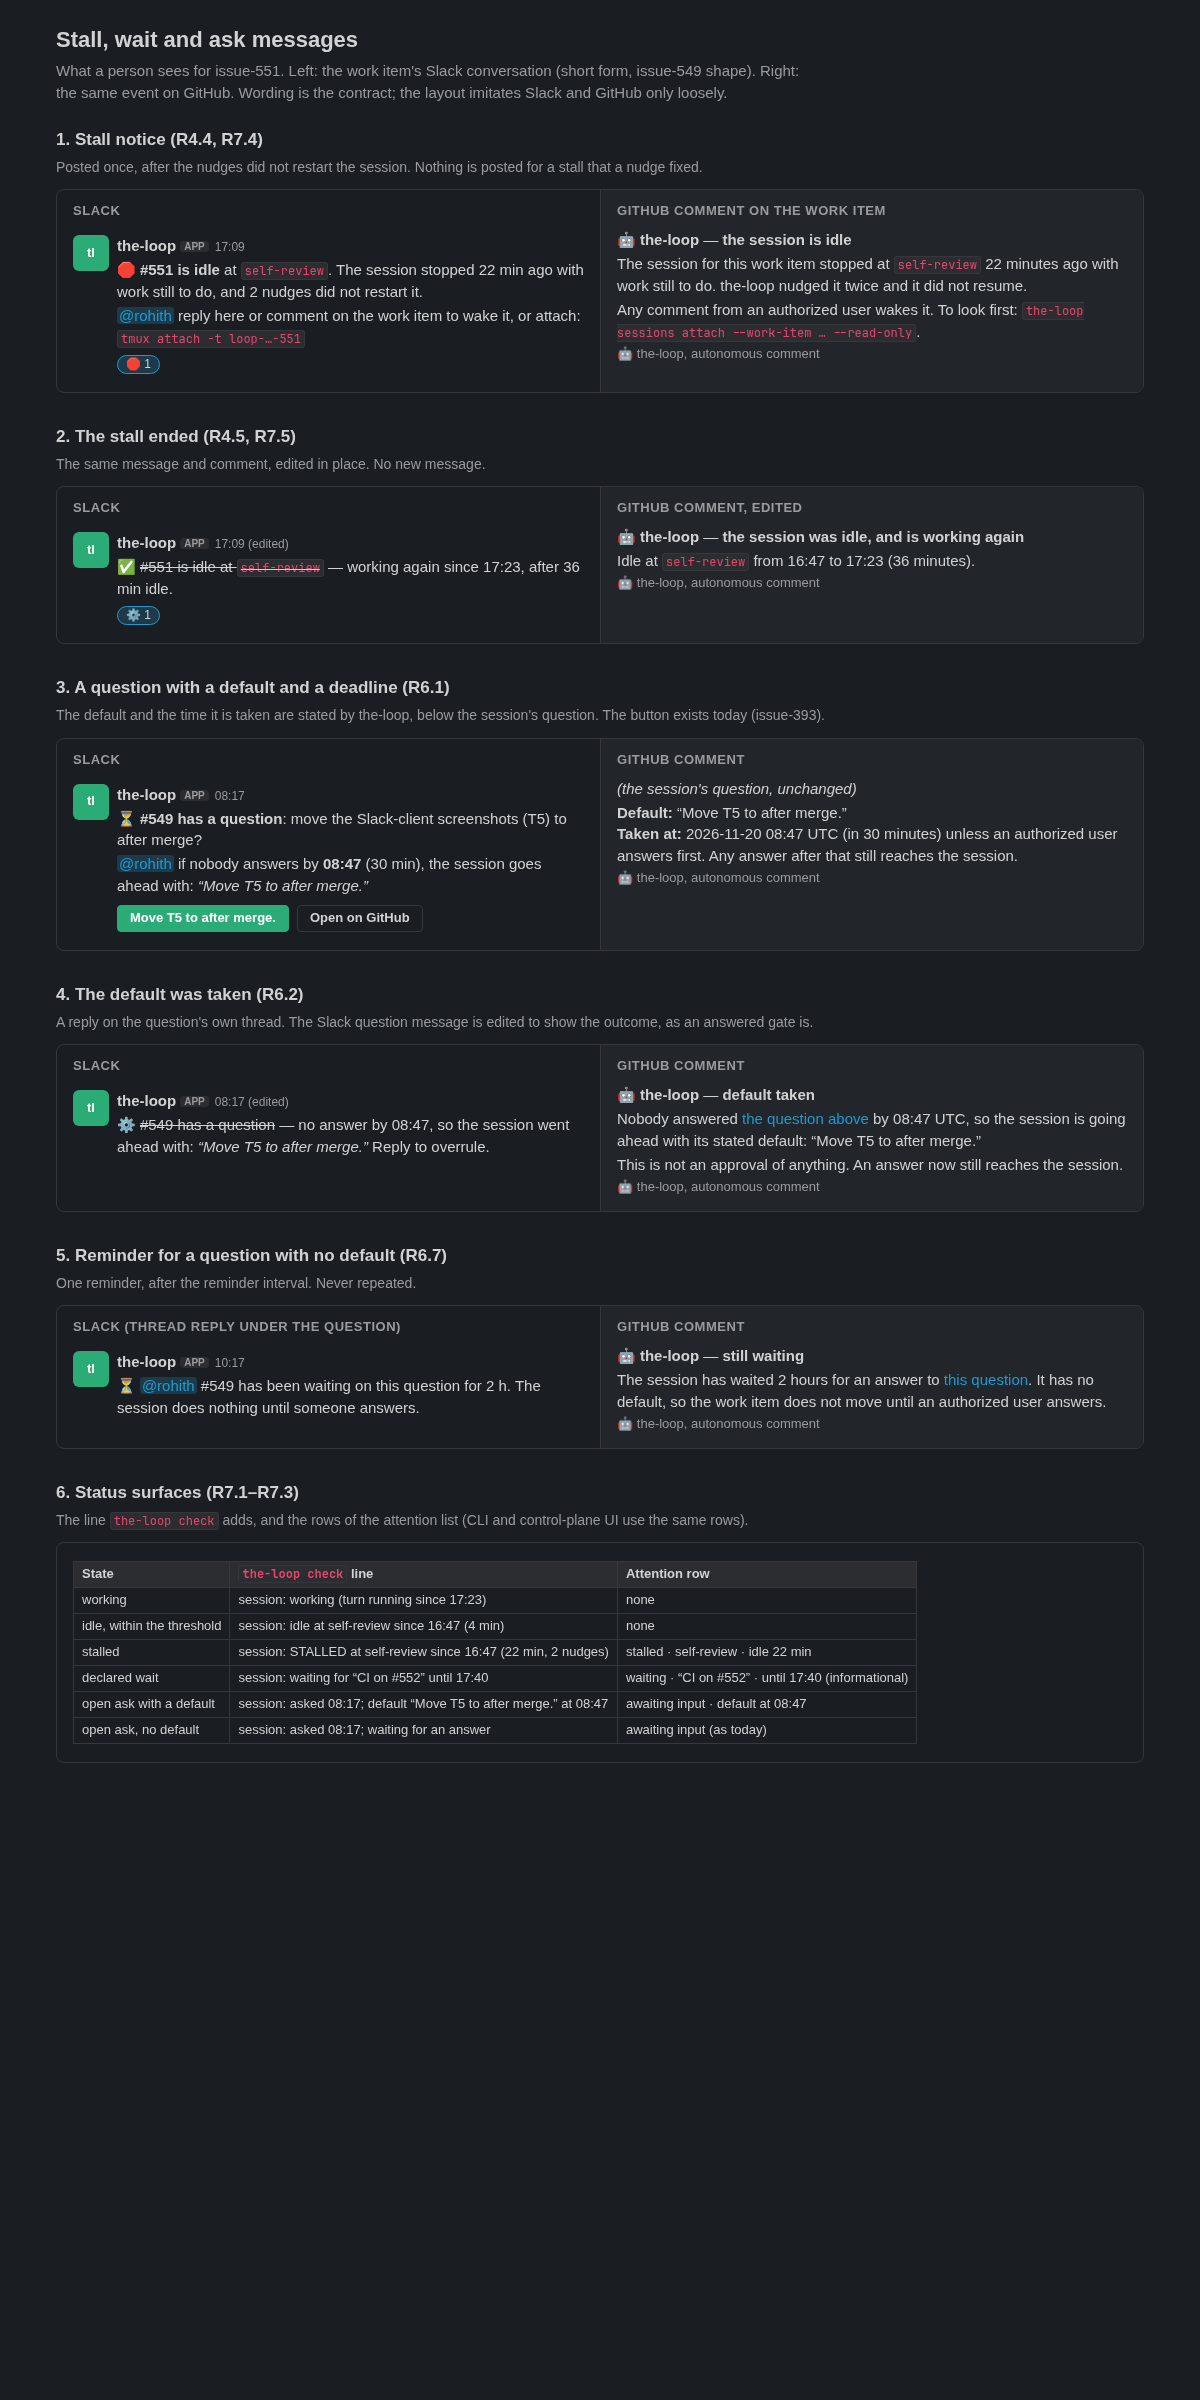 Stall, wait and ask messages
What a person sees for issue-551. Left: the work item's Slack conversation (short form, issue-549 shape). Right:
the same event on GitHub. Wording is the contract; the layout imitates Slack and GitHub only loosely.
1. Stall notice (R4.4, R7.4)
Posted once, after the nudges did not restart the session. Nothing is posted for a stall that a nudge fixed.
SLACK
tl
the-loop APP 17:09
🛑 #551 is idle at self-review. The session stopped 22 min ago with
work still to do, and 2 nudges did not restart it.
@rohith reply here or comment on the work item to wake it, or attach:
tmux attach -t loop-…-551
🛑 1
GITHUB COMMENT ON THE WORK ITEM
🤖 the-loop — the session is idle
The session for this work item stopped at self-review 22 minutes ago with
work still to do. the-loop nudged it twice and it did not resume.
Any comment from an authorized user wakes it. To look first: the-loop
sessions attach --work-item … --read-only.
🤖 the-loop, autonomous comment
2. The stall ended (R4.5, R7.5)
The same message and comment, edited in place. No new message.
SLACK
tl
the-loop APP 17:09 (edited)
✅ #551 is idle at self-review — working again since 17:23, after 36
min idle.
⚙️ 1
GITHUB COMMENT, EDITED
🤖 the-loop — the session was idle, and is working again
Idle at self-review from 16:47 to 17:23 (36 minutes).
🤖 the-loop, autonomous comment
3. A question with a default and a deadline (R6.1)
The default and the time it is taken are stated by the-loop, below the session's question. The button exists today (issue-393).
SLACK
tl
the-loop APP 08:17
⏳ #549 has a question: move the Slack-client screenshots (T5) to
after merge?
@rohith if nobody answers by 08:47 (30 min), the session goes
ahead with: “Move T5 to after merge.”
Move T5 to after merge. Open on GitHub
GITHUB COMMENT
(the session's question, unchanged)
Default: “Move T5 to after merge.”
Taken at: 2026-11-20 08:47 UTC (in 30 minutes) unless an authorized user
answers first. Any answer after that still reaches the session.
🤖 the-loop, autonomous comment
4. The default was taken (R6.2)
A reply on the question's own thread. The Slack question message is edited to show the outcome, as an answered gate is.
SLACK
tl
the-loop APP 08:17 (edited)
⚙️ #549 has a question — no answer by 08:47, so the session went
ahead with: “Move T5 to after merge.” Reply to overrule.
GITHUB COMMENT
🤖 the-loop — default taken
Nobody answered the question above by 08:47 UTC, so the session is going
ahead with its stated default: “Move T5 to after merge.”
This is not an approval of anything. An answer now still reaches the session.
🤖 the-loop, autonomous comment
5. Reminder for a question with no default (R6.7)
One reminder, after the reminder interval. Never repeated.
SLACK (THREAD REPLY UNDER THE QUESTION)
tl
the-loop APP 10:17
⏳ @rohith #549 has been waiting on this question for 2 h. The
session does nothing until someone answers.
GITHUB COMMENT
🤖 the-loop — still waiting
The session has waited 2 hours for an answer to this question. It has no
default, so the work item does not move until an authorized user answers.
🤖 the-loop, autonomous comment
6. Status surfaces (R7.1–R7.3)
The line the-loop check adds, and the rows of the attention list (CLI and control-plane UI use the same rows).
State the-loop check line Attention row
working session: working (turn running since 17:23) none
idle, within the threshold session: idle at self-review since 16:47 (4 min) none
stalled session: STALLED at self-review since 16:47 (22 min, 2 nudges) stalled · self-review · idle 22 min
declared wait session: waiting for “CI on #552” until 17:40 waiting · “CI on #552” · until 17:40 (informational)
open ask with a default session: asked 08:17; default “Move T5 to after merge.” at 08:47 awaiting input · default at 08:47
open ask, no default session: asked 08:17; waiting for an answer awaiting input (as today)